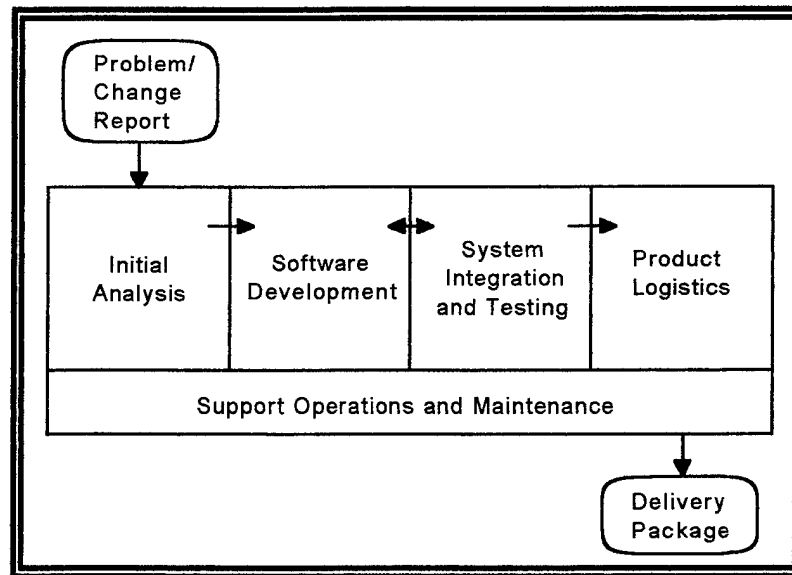 Problem/
Change
Report
Initial
Analysis
Software
Development
System
Integration
and Testing
Product
Logistics
Support Operations and Maintenance
Delivery
Package